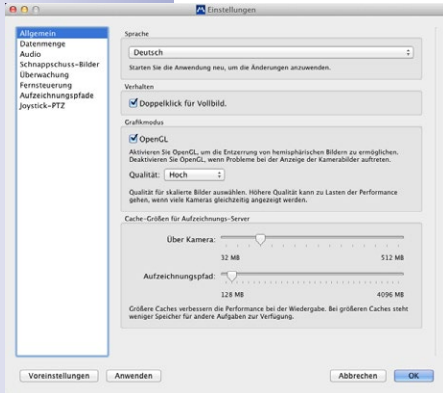 Einstellungen
Allgemein
Datenmenge
Audio
Schnappschuss-Bilder
Überwachung
Fernsteuerung
Aufzeichnungspfade
Joystick-PTZ
Sprache
Deutsch
Starten Sie die Anwendung neu, um die Änderungen anzuwenden.
Verhalten
Doppelklick für Vollbild.
Grafikmodus
OpenGL
Aktivieren Sie OpenGL, um die Entzerrung von hemisphärischen Bildern zu ermöglichen.
Deaktivieren Sie OpenGL, wenn Probleme bei der Anzeige der Kamerabilder auftreten.
Qualität: Hoch
Qualität für skalierte Bilder auswählen. Höhere Qualität kann zu Lasten der Performance
gehen, wenn viele Kameras gleichzeitig angezeigt werden.
Cache-Größen für Aufzeichnungs-Server
Über Kamera:
32 MB 512 MB
Aufzeichnungspfad:
128 MB 4096 MB
Größere Caches verbessern die Performance bei der Wiedergabe. Bei größeren Caches steht
weniger Speicher für andere Aufgaben zur Verfügung.
Voreinstellungen Anwenden Abbrechen OK